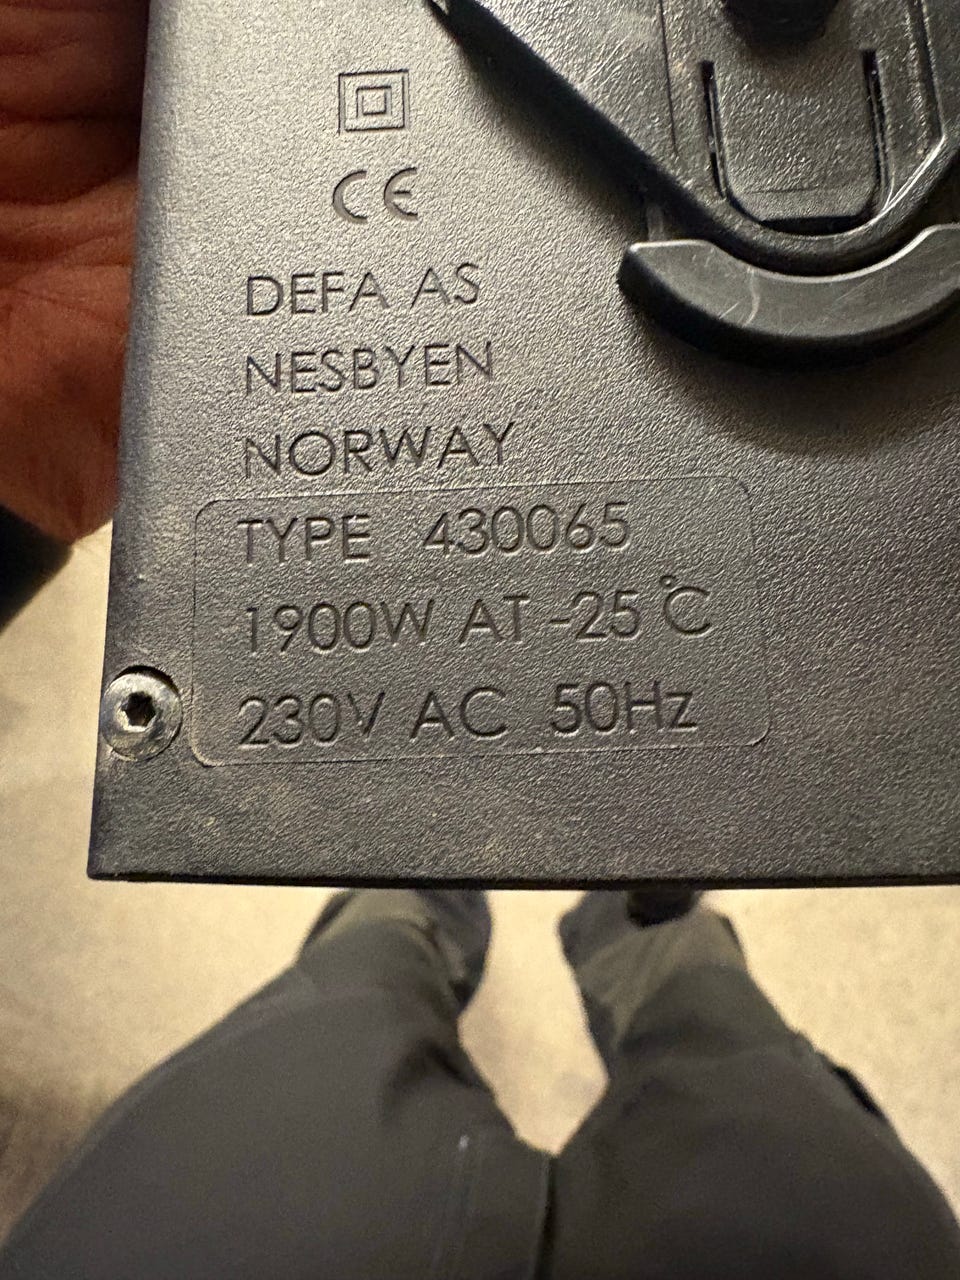 CE
DEFA AS
NESBYEN
NORWAY
TYPE 430065
1900W AT -25°C
230V AC 50Hz